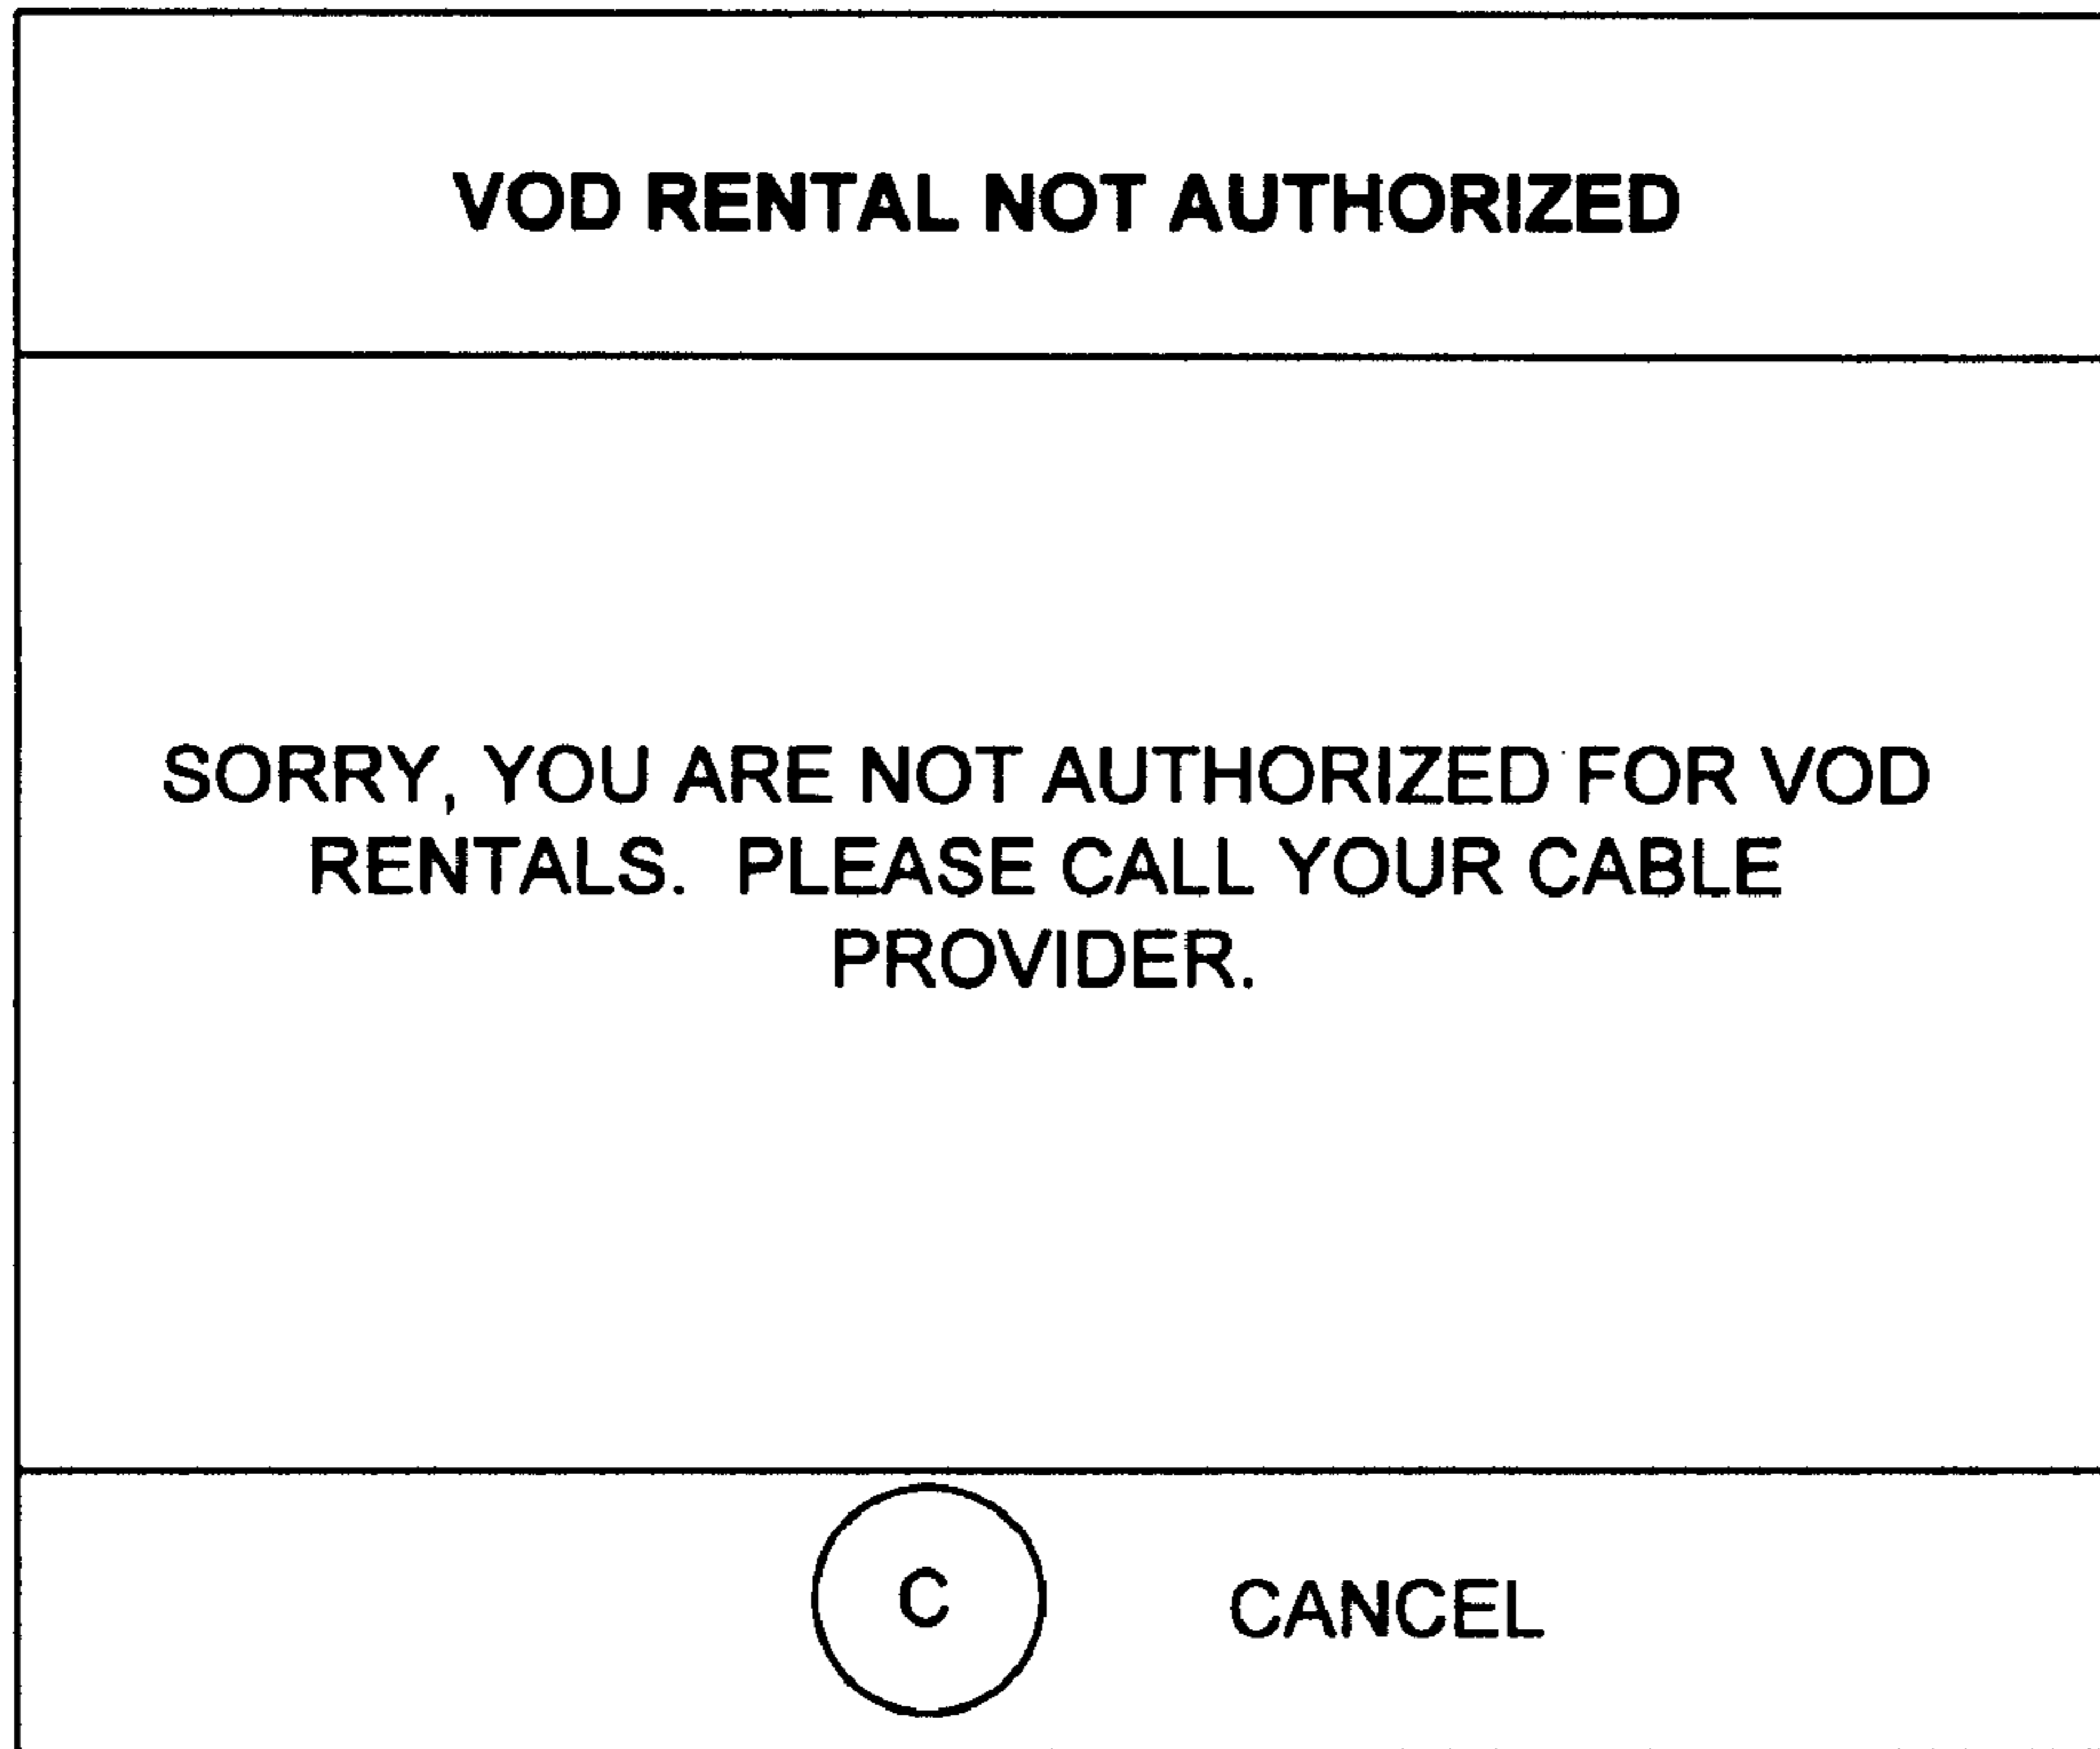 VOD RENTAL NOT AUTHORIZED
SORRY, YOU ARE NOT AUTHORIZED FOR VOD
RENTALS. PLEASE CALL YOUR CABLE
PROVIDER.
C CANCEL